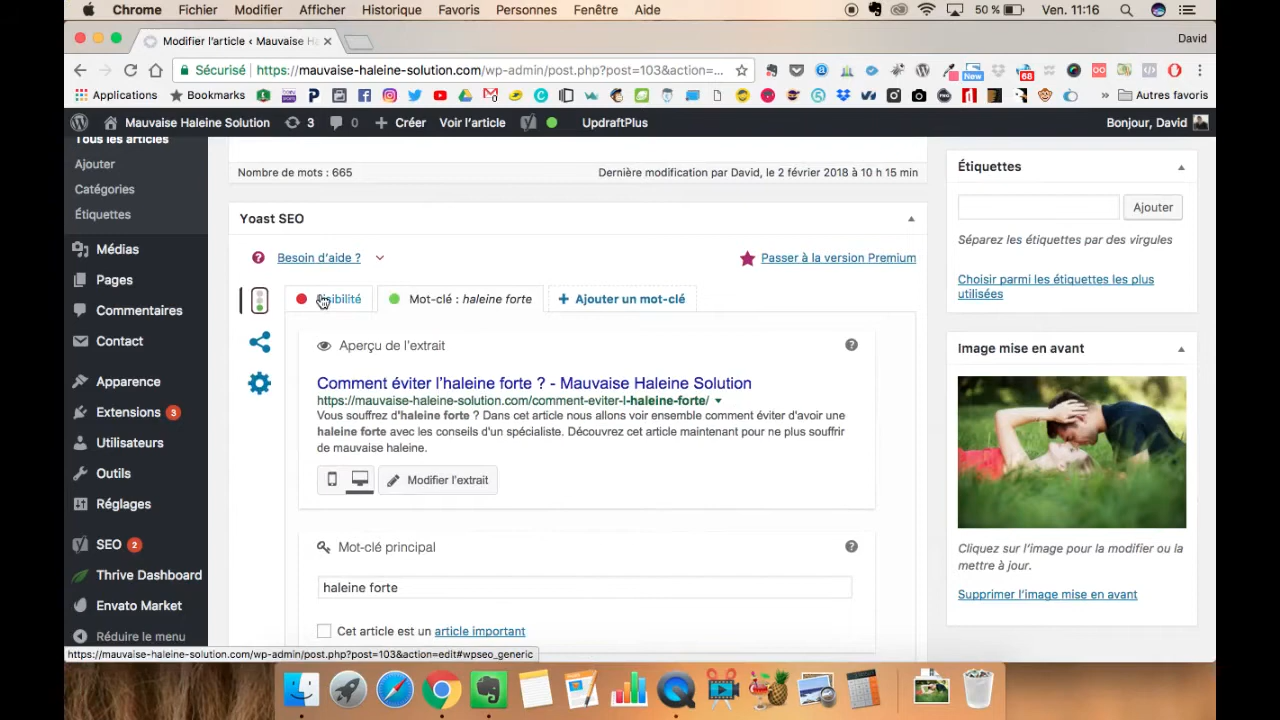 Chrome Fichier Modifier Afficher Historique Favoris Personnes Fenêtre Aide 50 % Ven. 11:16
Modifier l'article ‹ Mauvaise Ha David
Sécurisé https://mauvaise-haleine-solution.com/wp-admin/post.php?post=103&action=... New 68
Applications Bookmarks » Autres favoris
Mauvaise Haleine Solution 3 0 Créer Voir l'article UpdraftPlus Bonjour, David
Tous les articles
Ajouter
Catégories
Étiquettes
Médias
Pages
Commentaires
Contact
Apparence
Extensions 3
Utilisateurs
Outils
Réglages
SEO 2
Thrive Dashboard
Envato Market
Réduire le menu
Nombre de mots : 665 Dernière modification par David, le 2 février 2018 à 10 h 15 min
Yoast SEO
Besoin d'aide ? Passer à la version Premium
Mot-clé : haleine forte + Ajouter un mot-clé
Aperçu de l'extrait
Comment éviter l'haleine forte ? - Mauvaise Haleine Solution
https://mauvaise-haleine-solution.com/comment-eviter-l-haleine-forte/
Vous souffrez d'haleine forte ? Dans cet article nous allons voir ensemble comment éviter d'avoir une
haleine forte avec les conseils d'un spécialiste. Découvrez cet article maintenant pour ne plus souffrir
de mauvaise haleine.
Modifier l'extrait
Mot-clé principal
haleine forte
Cet article est un article important
Étiquettes
Ajouter
Séparez les étiquettes par des virgules
Choisir parmi les étiquettes les plus
utilisées
Image mise en avant
Cliquez sur l'image pour la modifier ou la
mettre à jour.
Supprimer l'image mise en avant
https://mauvaise-haleine-solution.com/wp-admin/post.php?post=103&action=edit#wpseo_generic